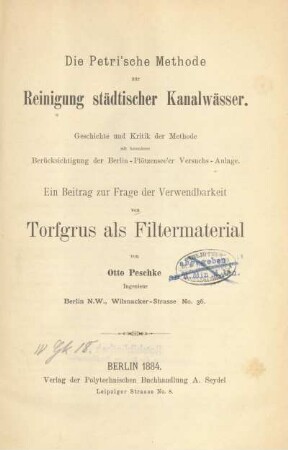 Die Petri'sche Methode
zur
Reinigung städtischer Kanalwässer.
Geschichte und Kritik der Methode
mit besonderer
Berücksichtigung der Berlin-Plötzensee'er Versuchs-Anlage.
Ein Beitrag zur Frage der Verwendbarkeit
von
Torfgrus als Filtermaterial
von
Otto Peschke
Ingenieur
Berlin N.W., Wilsnacker-Strasse No. 36.
BERLIN 1884.
Verlag der Polytechnischen Buchhandlung A. Seydel
Leipziger Strasse No. 8.